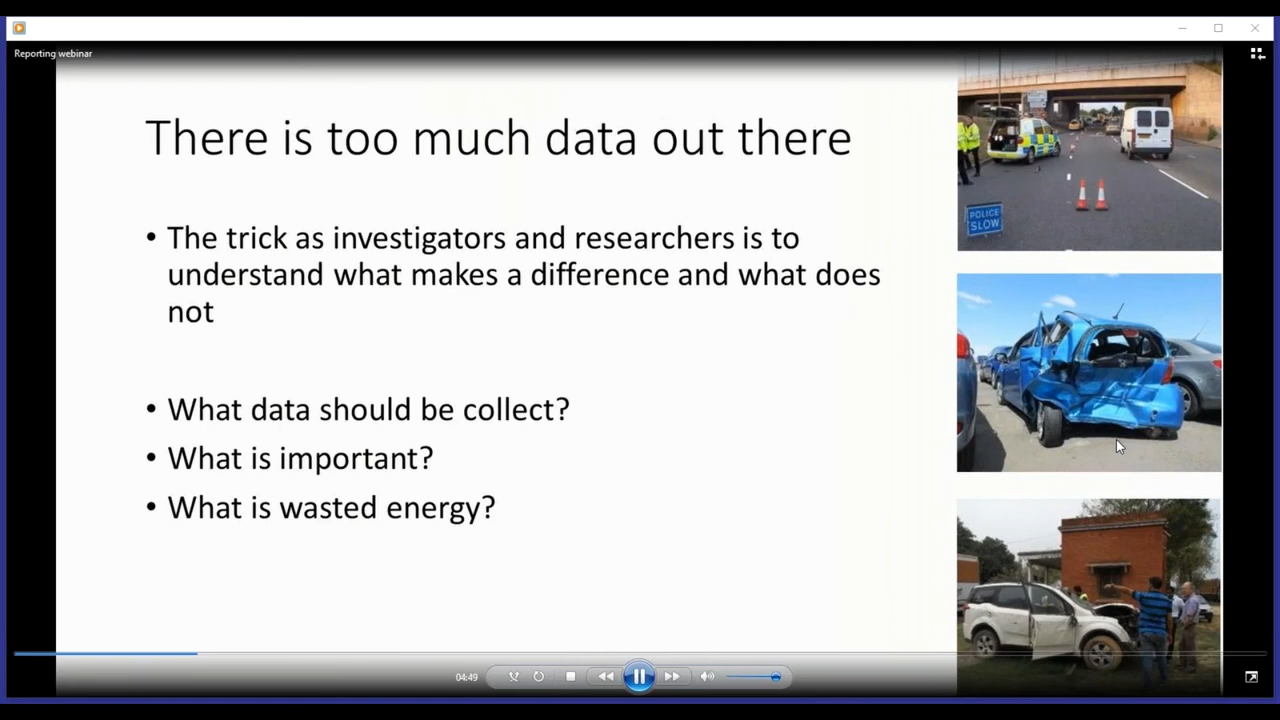 Reporting webinar
There is too much data out there
• The trick as investigators and researchers is to
understand what makes a difference and what does
not
• What data should be collect?
• What is important?
• What is wasted energy?
POLICE
SLOW
04:49